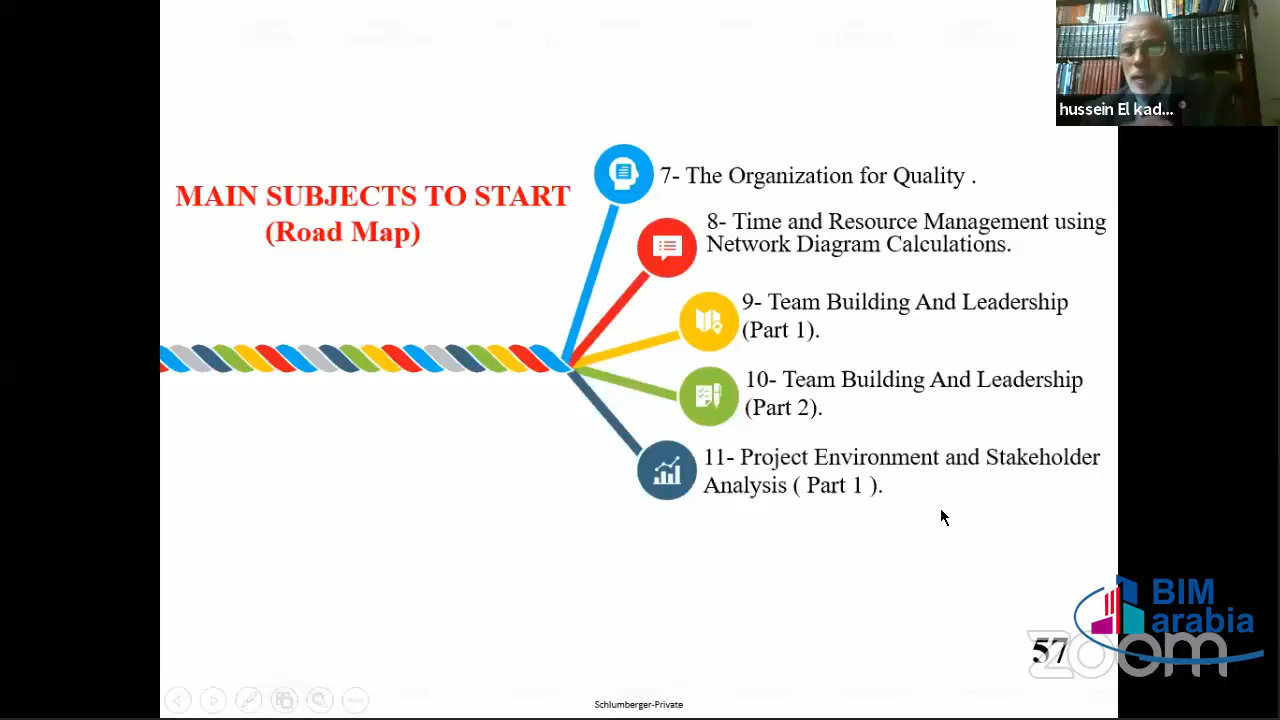 hussein El kad...
MAIN SUBJECTS TO START
(Road Map)
7- The Organization for Quality .
8- Time and Resource Management using
Network Diagram Calculations.
9- Team Building And Leadership
(Part 1).
10- Team Building And Leadership
(Part 2).
11- Project Environment and Stakeholder
Analysis ( Part 1 ).
BIM
arabia
57
zoom
Schlumberger-Private